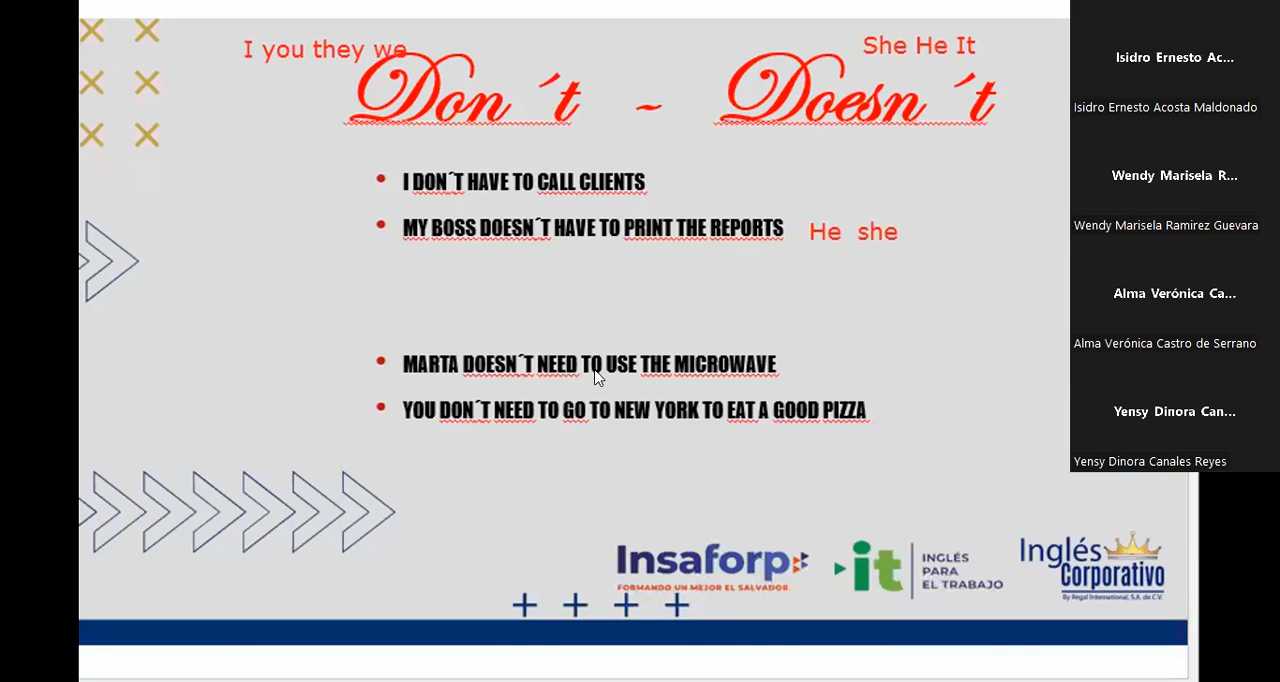 I you they we
She He It
Don ´t ~ Doesn ´t
• I DON´T HAVE TO CALL CLIENTS
• MY BOSS DOESN´T HAVE TO PRINT THE REPORTS
He she
• MARTA DOESN´T NEED TO USE THE MICROWAVE
• YOU DON´T NEED TO GO TO NEW YORK TO EAT A GOOD PIZZA
Insaforp
FORMANDO UN MEJOR EL SALVADOR
it
INGLÉS
PARA
EL TRABAJO
Inglés
Corporativo
By Regal International, S.A. de C.V.
Isidro Ernesto Ac...
Isidro Ernesto Acosta Maldonado
Wendy Marisela R...
Wendy Marisela Ramirez Guevara
Alma Verónica Ca...
Alma Verónica Castro de Serrano
Yensy Dinora Can...
Yensy Dinora Canales Reyes